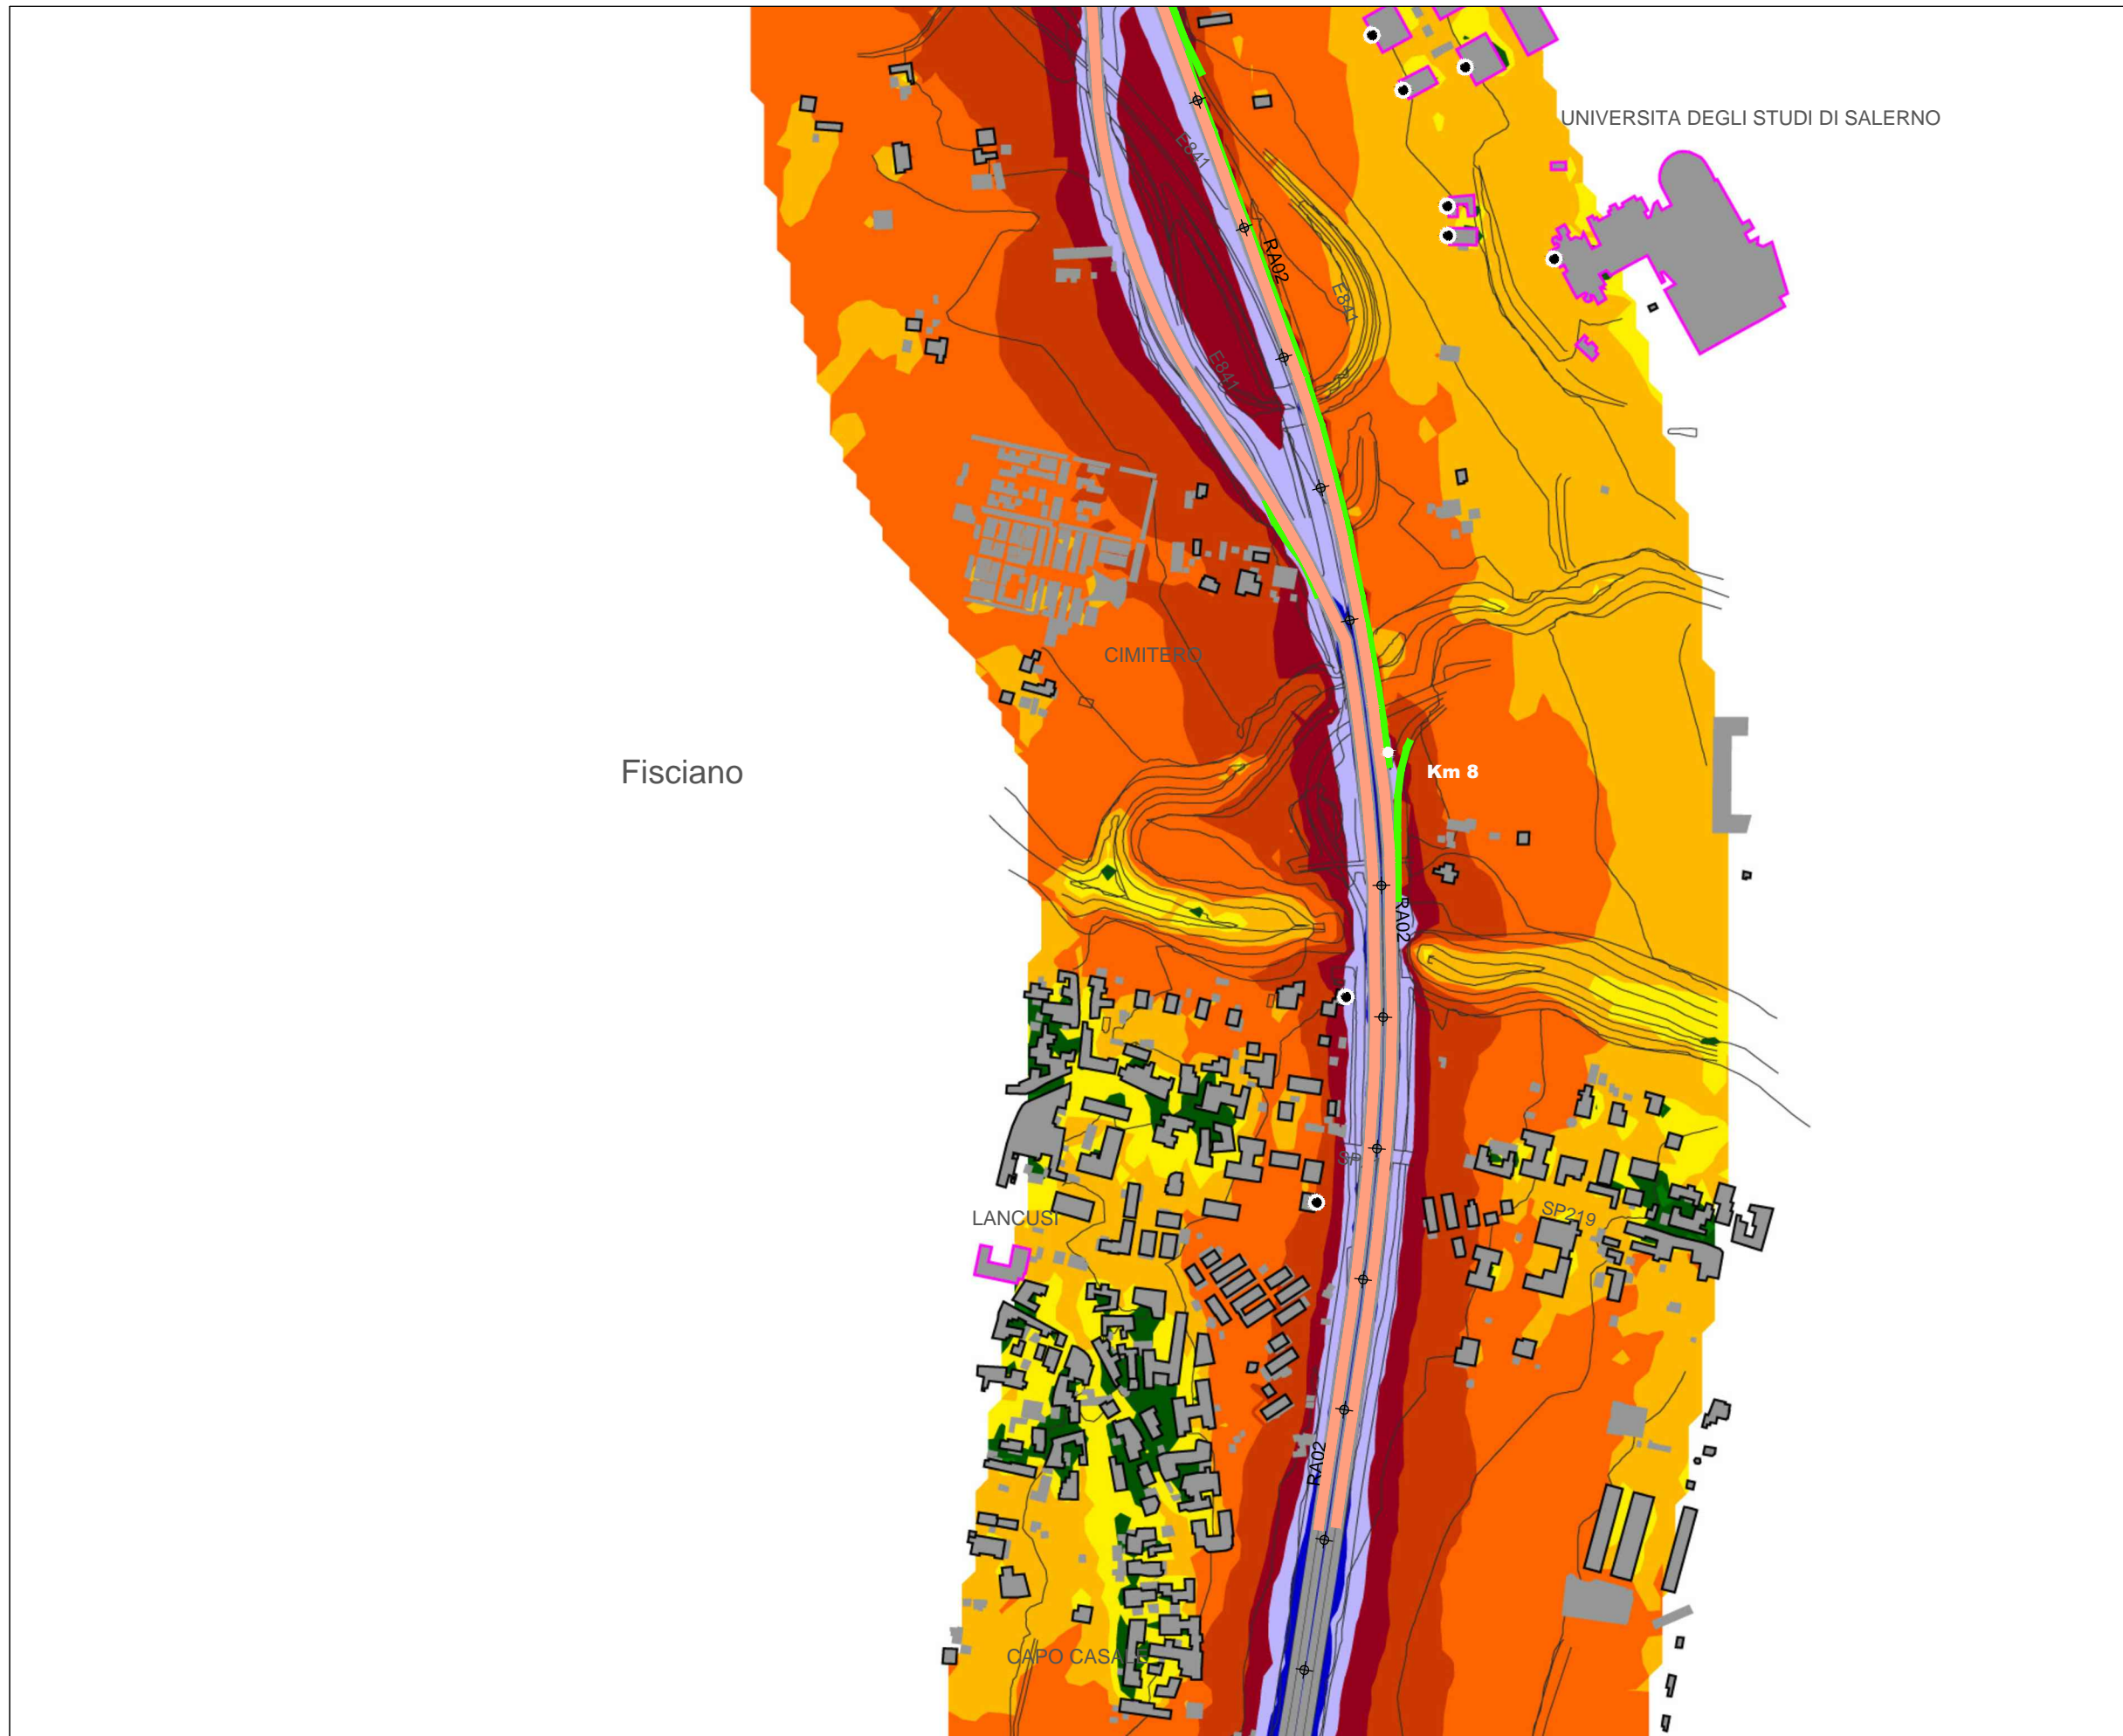 UNIVERSITA DEGLI STUDI DI SALERNO
E841
RA02
E841
E841
CIMITERO
Fisciano
Km 8
RA02
SP
LANCUSI
SP219
RA02
CAPO CASALE